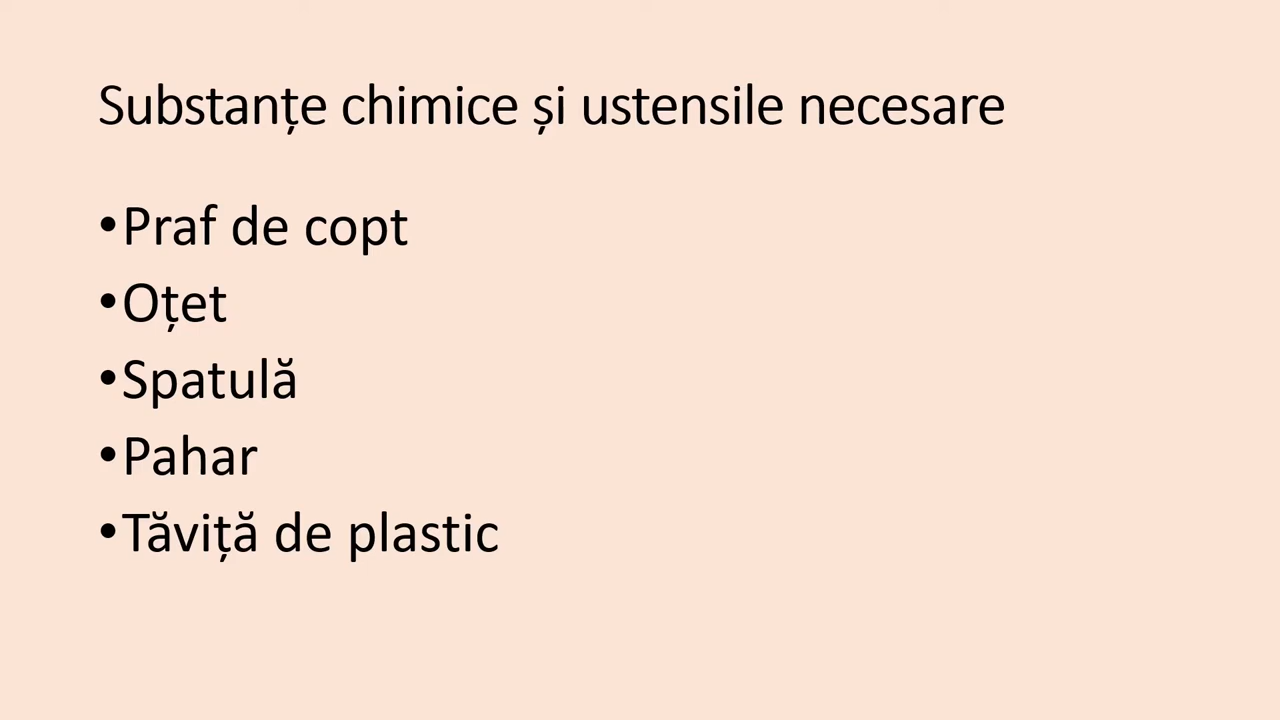 Substanțe chimice și ustensile necesare
•Praf de copt
•Oțet
•Spatulă
•Pahar
•Tăviță de plastic